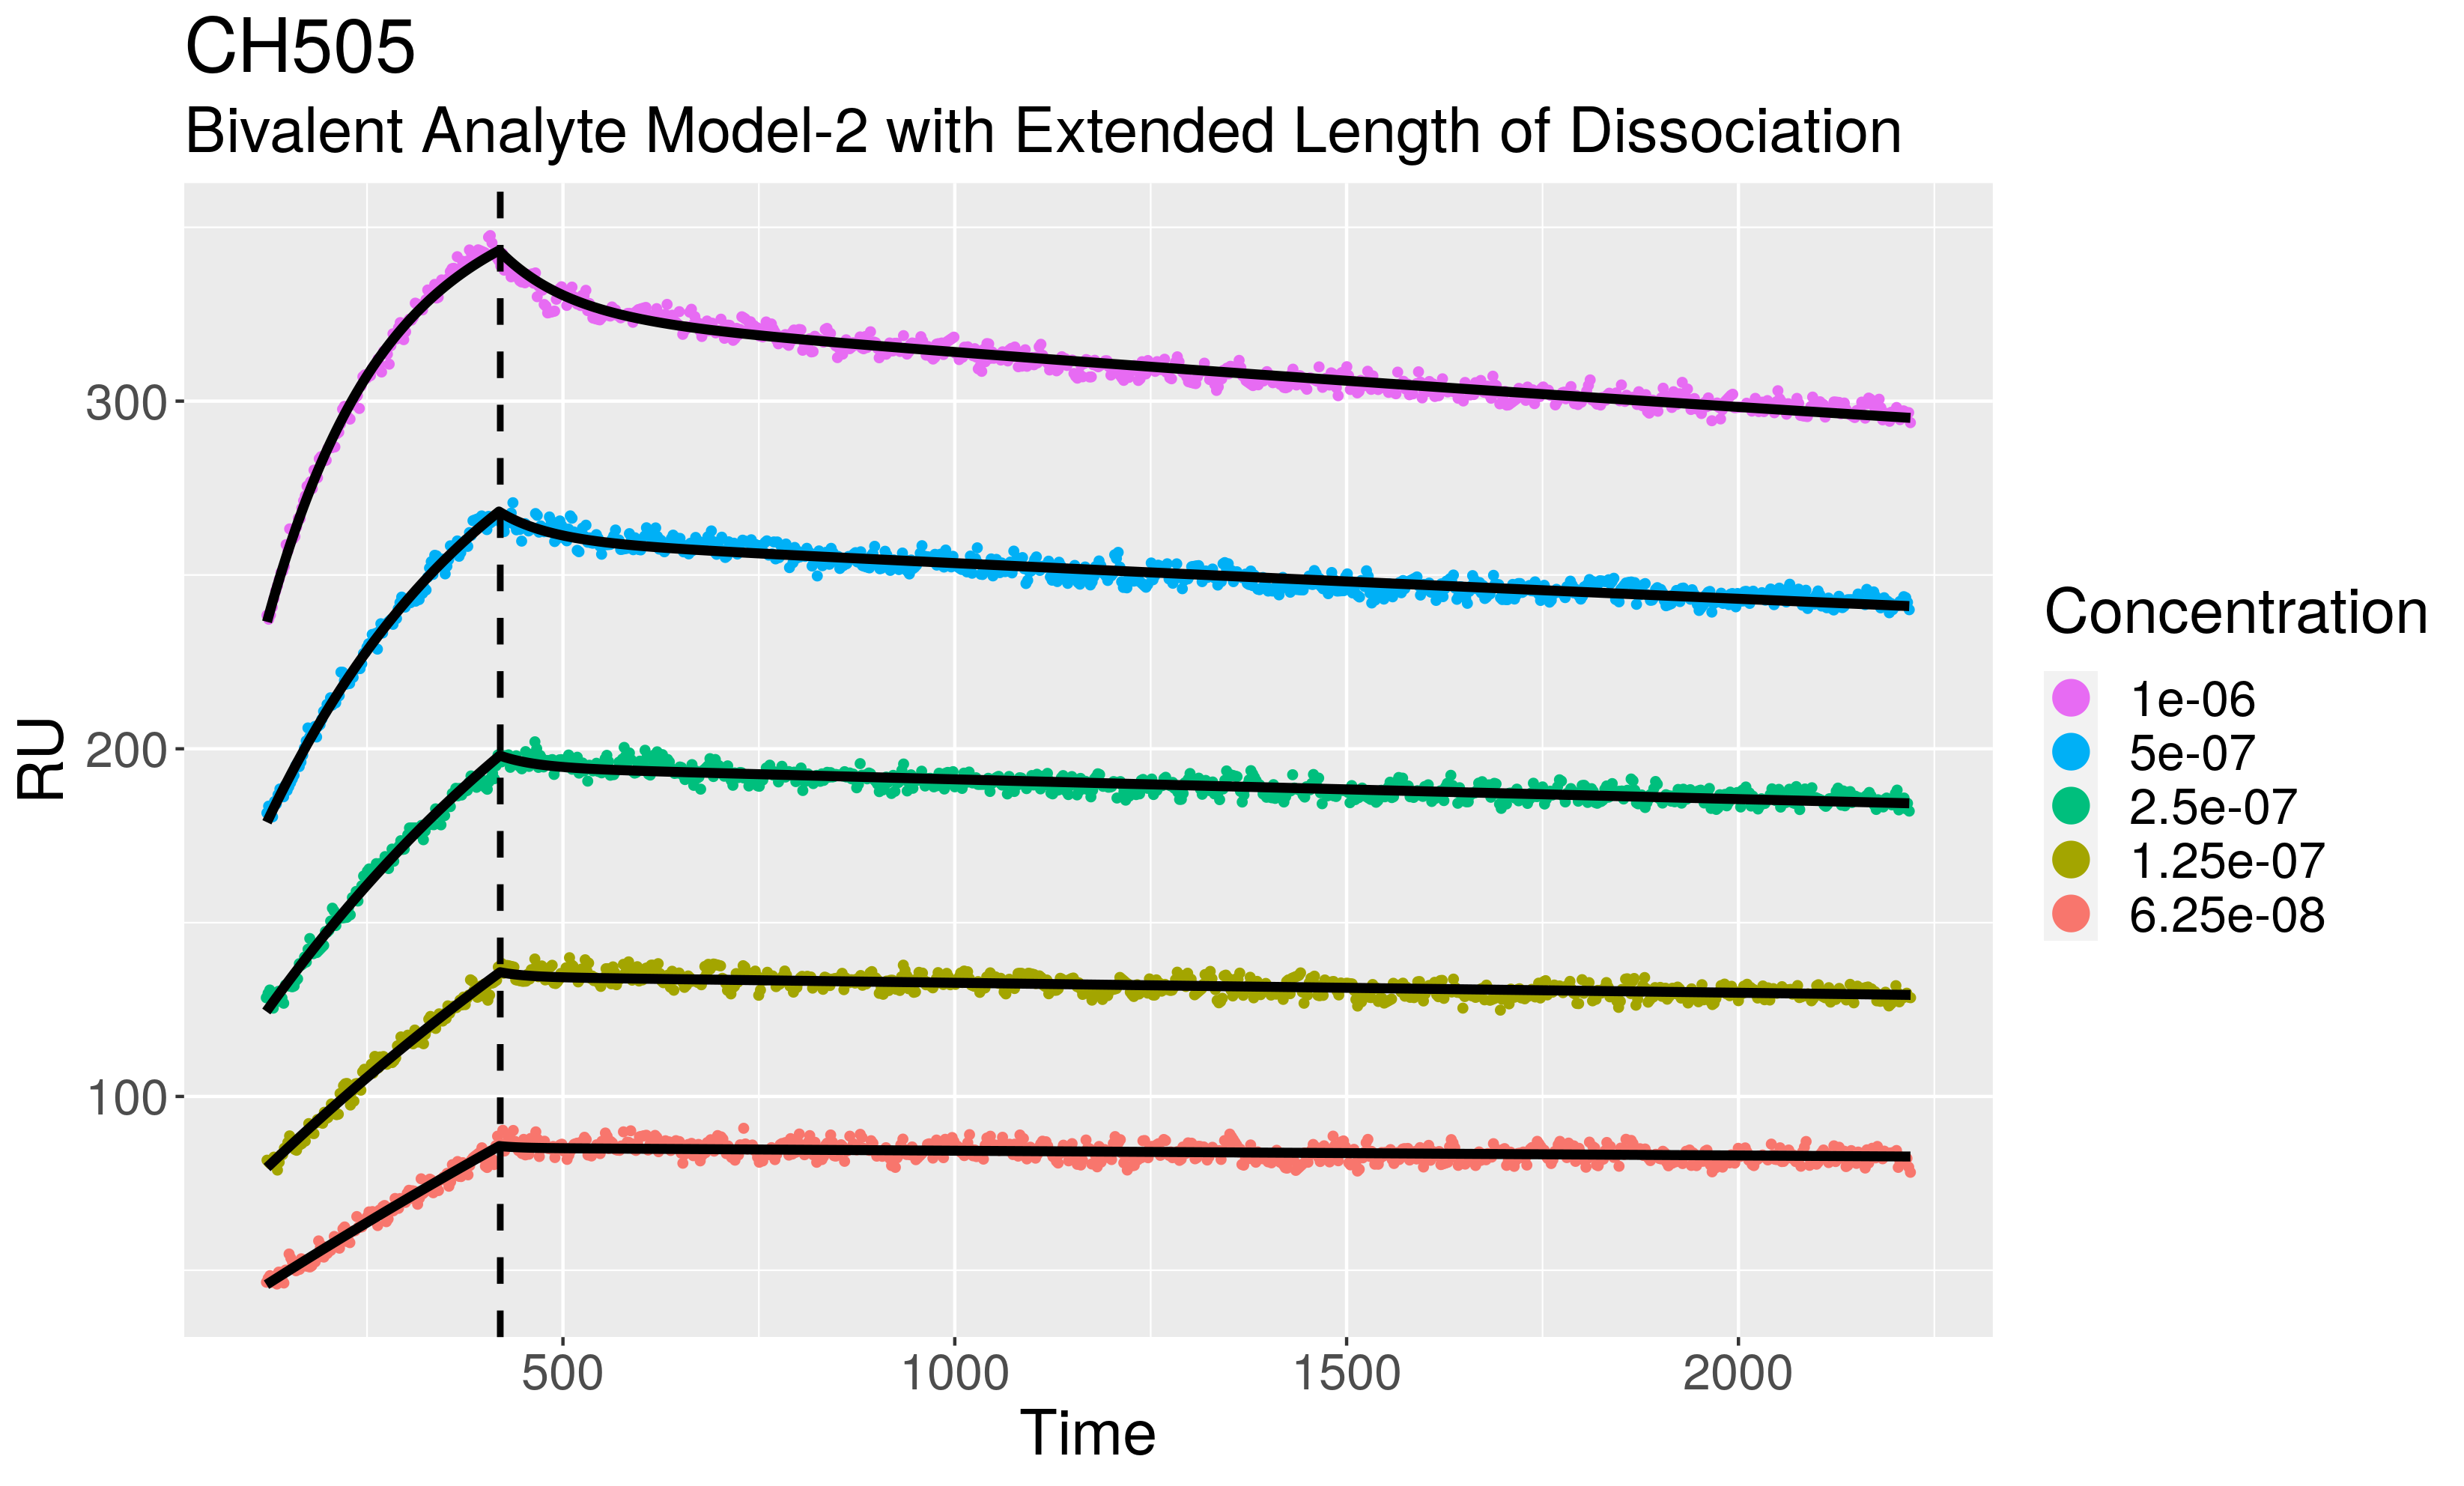 CH505
Bivalent Analyte Model-2 with Extended Length of Dissociation
RU
300
200
100
500 1000 1500 2000
Time
Concentration
1e-06
5e-07
2.5e-07
1.25e-07
6.25e-08